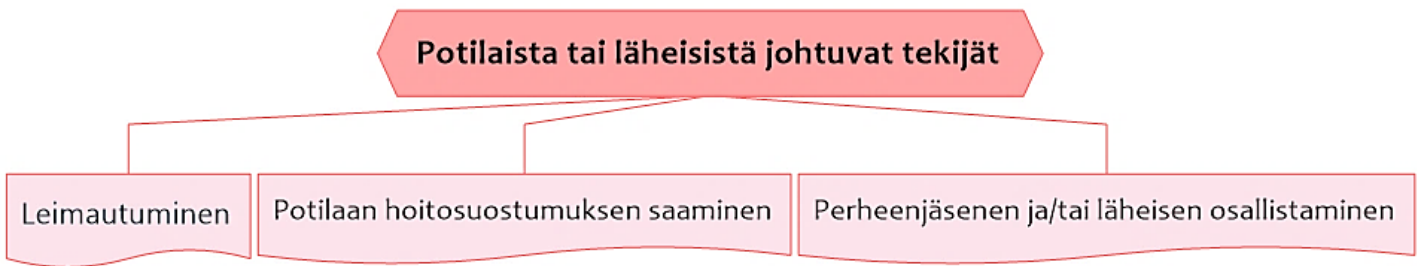 Potilaista tai läheisistä johtuvat tekijät
Leimautuminen
Potilaan hoitosuostumuksen saaminen
Perheenjäsenen ja/tai läheisen osallistaminen